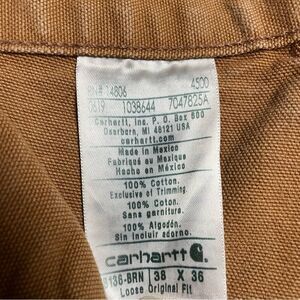 RN# 14806 4500
0619 1038644 7047825A
Carhartt, Inc. P.O. Box 600
Dearborn, MI 48121 USA
carhartt.com
Made in Mexico
Fabriqué au Mexique
Hecho en México
100% Cotton.
Exclusive of Trimming
100% Coton.
Sans garniture.
100% Algodón.
Sin incluir adorno.
carhartt
B136-BRN 38 X 36
Loose Original Fit